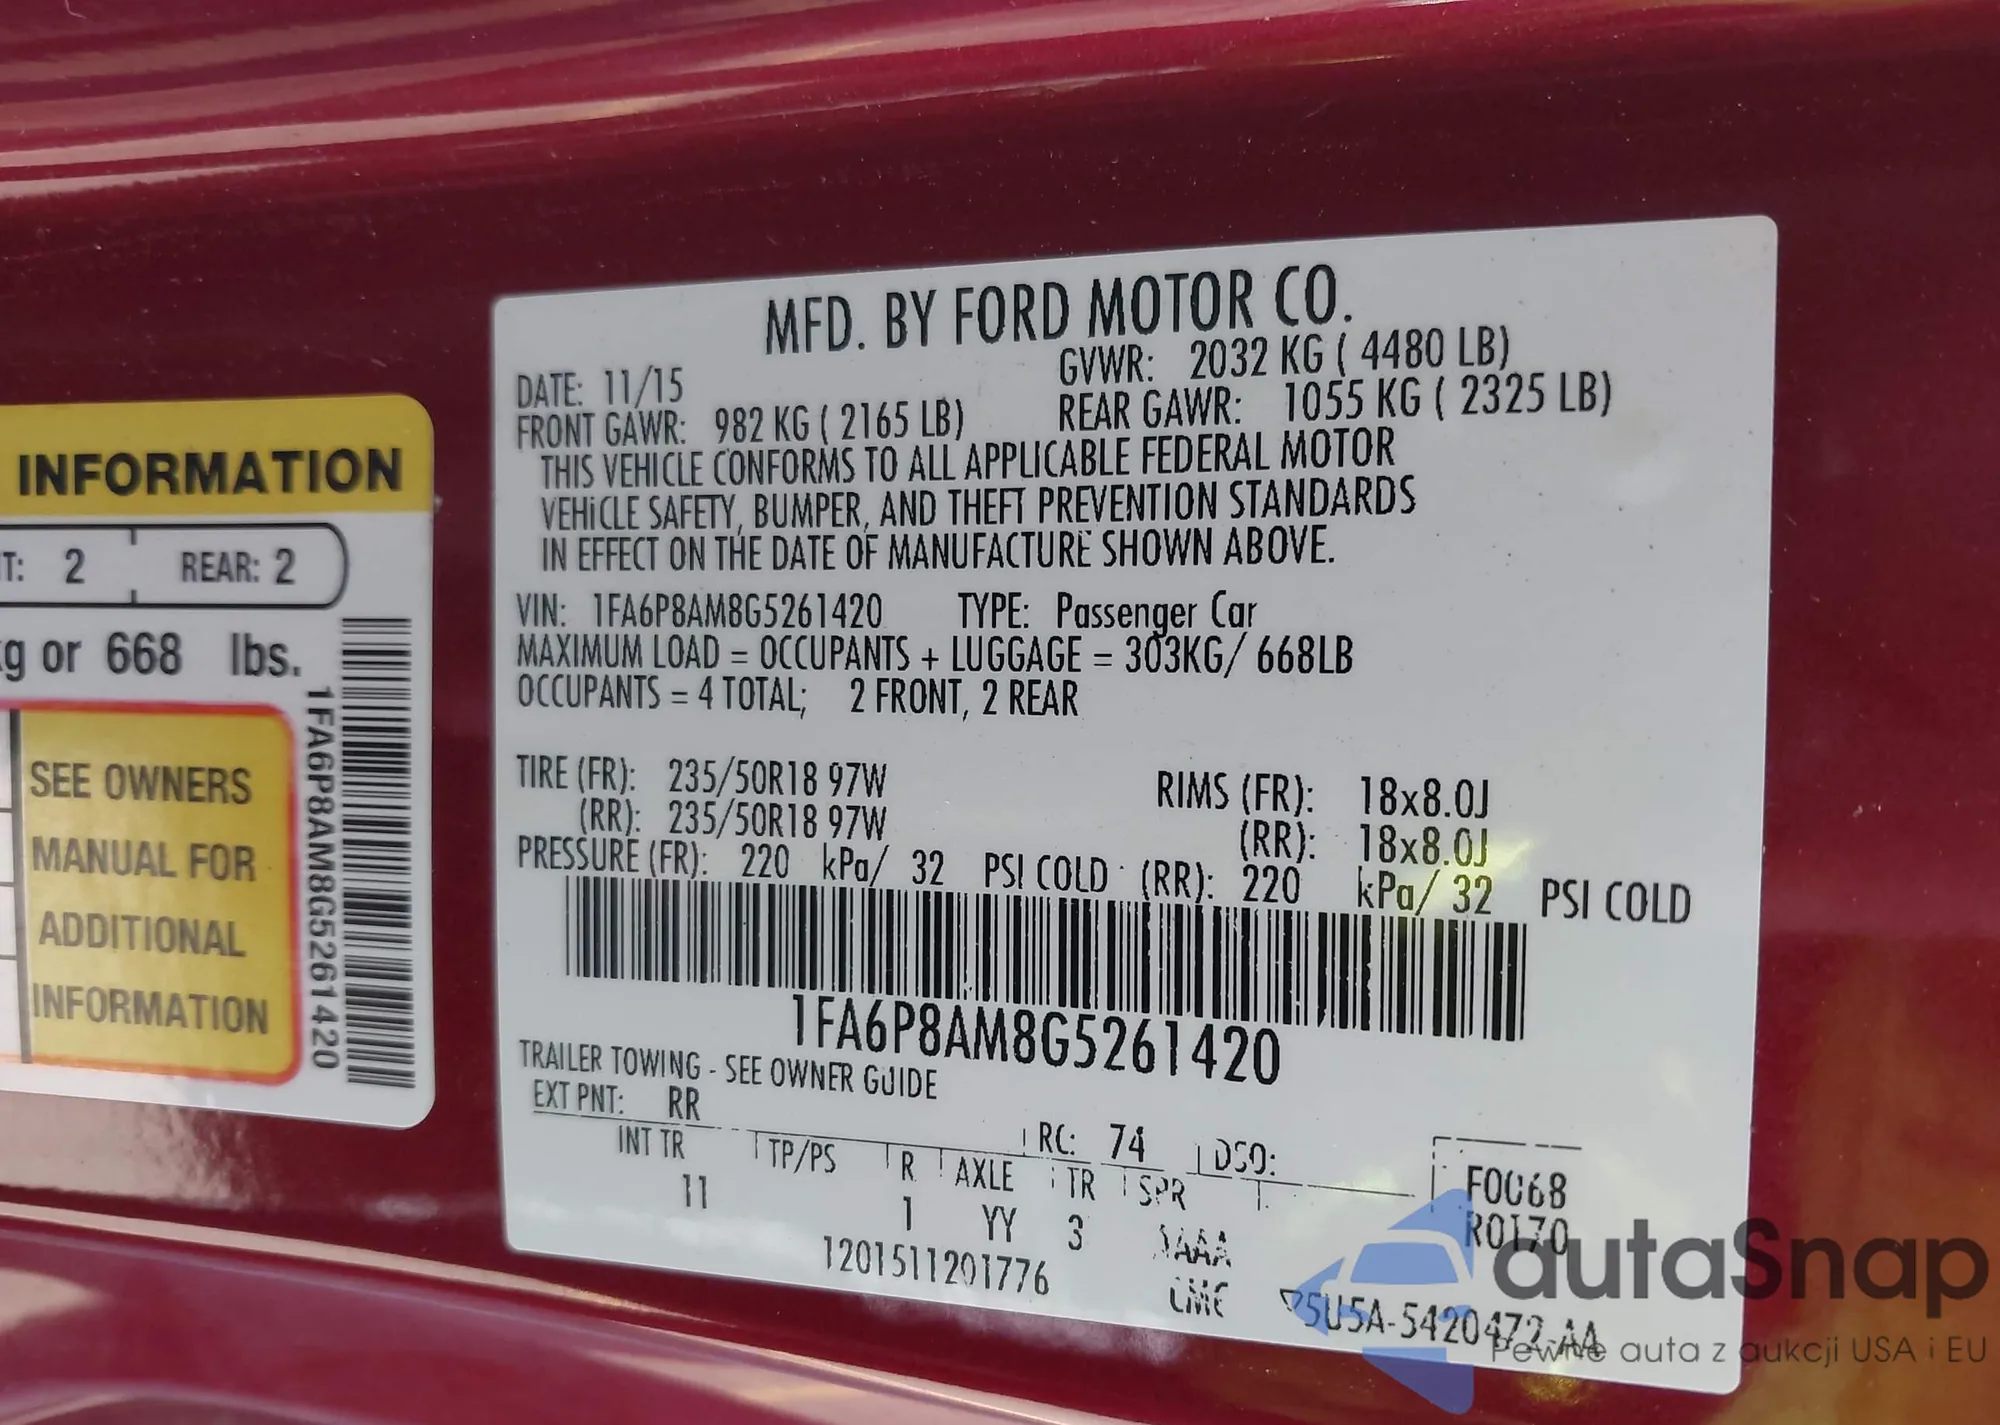 INFORMATION
T: 2 REAR: 2
kg or 668 lbs.
SEE OWNERS
MANUAL FOR
ADDITIONAL
INFORMATION
1FA6P8AM8G5261420
MFD. BY FORD MOTOR CO.
DATE: 11/15 GVWR: 2032 KG ( 4480 LB)
FRONT GAWR: 982 KG ( 2165 LB) REAR GAWR: 1055 KG ( 2325 LB)
THIS VEHICLE CONFORMS TO ALL APPLICABLE FEDERAL MOTOR
VEHICLE SAFETY, BUMPER, AND THEFT PREVENTION STANDARDS
IN EFFECT ON THE DATE OF MANUFACTURE SHOWN ABOVE.
VIN: 1FA6P8AM8G5261420 TYPE: Passenger Car
MAXIMUM LOAD = OCCUPANTS + LUGGAGE = 303KG/ 668LB
OCCUPANTS = 4 TOTAL; 2 FRONT, 2 REAR
TIRE (FR): 235/50R18 97W RIMS (FR): 18x8.0J
(RR): 235/50R18 97W (RR): 18x8.0J
PRESSURE (FR): 220 kPa/ 32 PSI COLD (RR): 220 kPa/ 32 PSI COLD
1FA6P8AM8G5261420
TRAILER TOWING - SEE OWNER GUIDE
EXT PNT: RR RC: 74 DSO:
INT TR TP/PS R AXLE TR SPR
11 1 YY 3 AAAA
F0068
R0170
1201511201776
5U5A-5420472-AA
autaSnap
Pewne auta z aukcji USA i EU